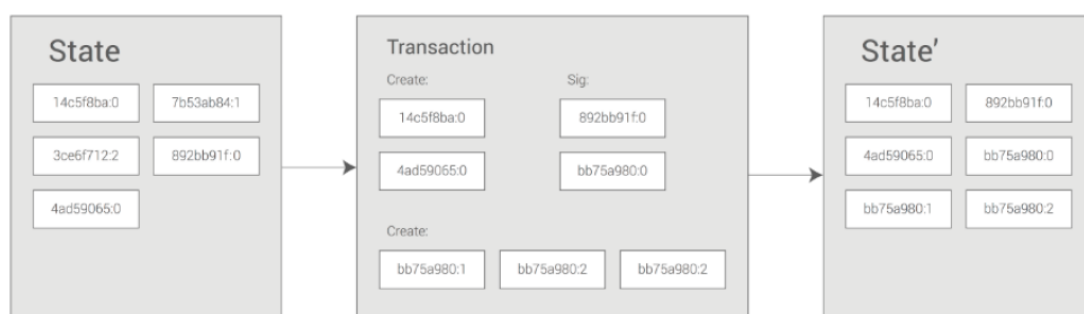 State
14c5f8ba:0 7b53ab84:1
3ce6f712:2 892bb91f:0
4ad59065:0
Transaction
Create: Sig:
14c5f8ba:0 892bb91f:0
4ad59065:0 bb75a980:0
Create:
bb75a980:1 bb75a980:2 bb75a980:2
State’
14c5f8ba:0 892bb91f:0
4ad59065:0 bb75a980:0
bb75a980:1 bb75a980:2